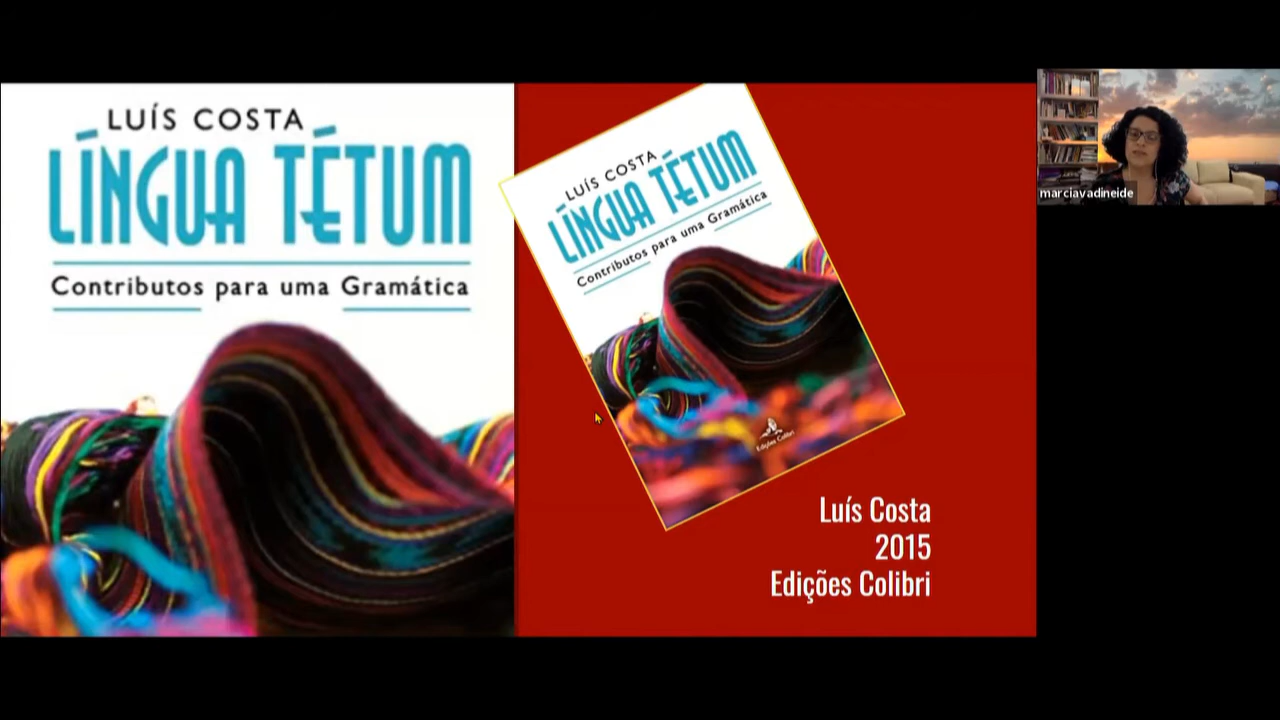 LUÍS COSTA
LÍNGUA TÉTUM
Contributos para uma Gramática
LUÍS COSTA
LÍNGUA TÉTUM
Contributos para uma Gramática
Edições Colibri
Luís Costa
2015
Edições Colibri
marciavadineide